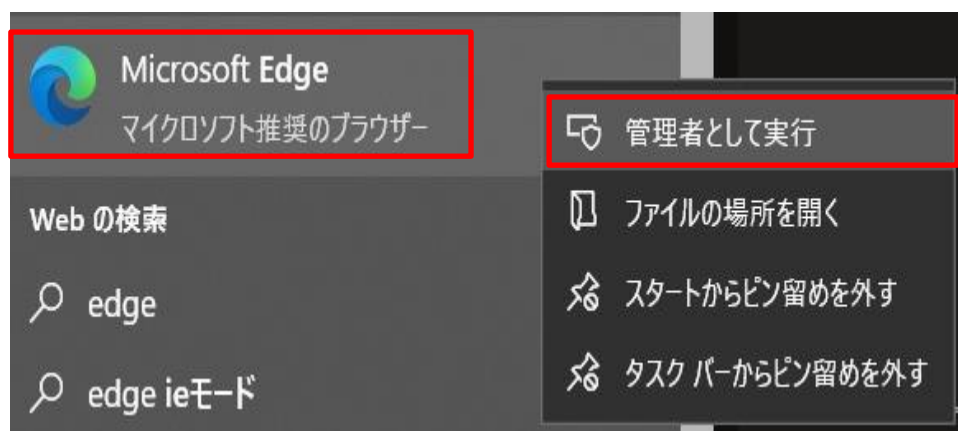 Microsoft Edge
マイクロソフト推奨のブラウザー
Web の検索
edge
edge ieモード
管理者として実行
ファイルの場所を開く
スタートからピン留めを外す
タスク バーからピン留めを外す